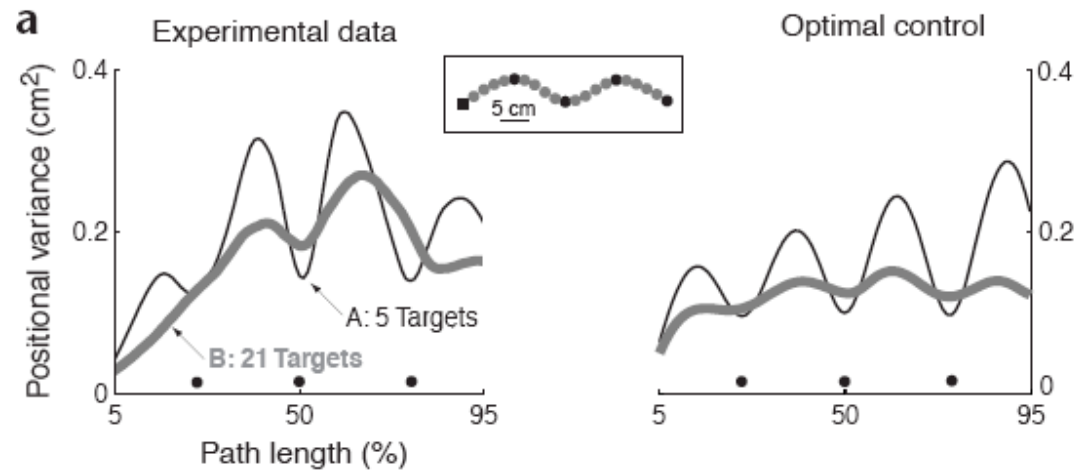 a
Experimental data
Optimal control
Positional variance (cm²)
0.4
0.2
0
5 cm
0.4
0.2
0
A: 5 Targets
B: 21 Targets
5
50
95
5
50
95
Path length (%)